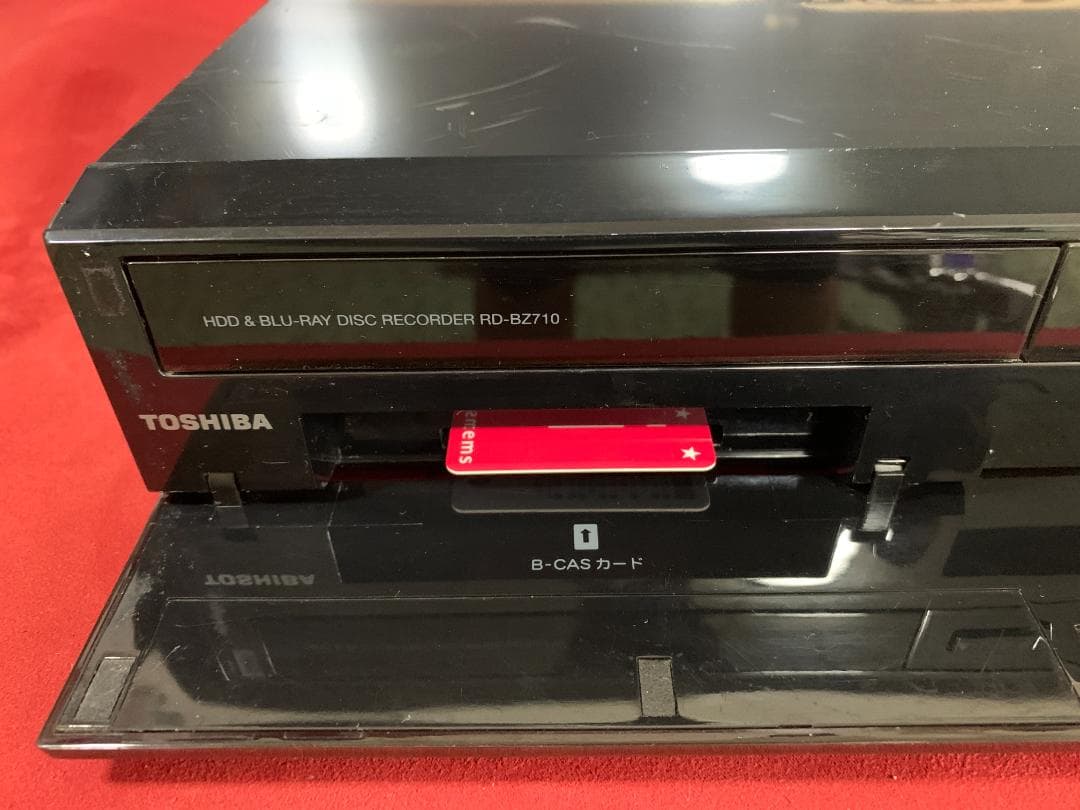 HDD & BLU-RAY DISC RECORDER RD-BZ710
TOSHIBA
B-CAS カード